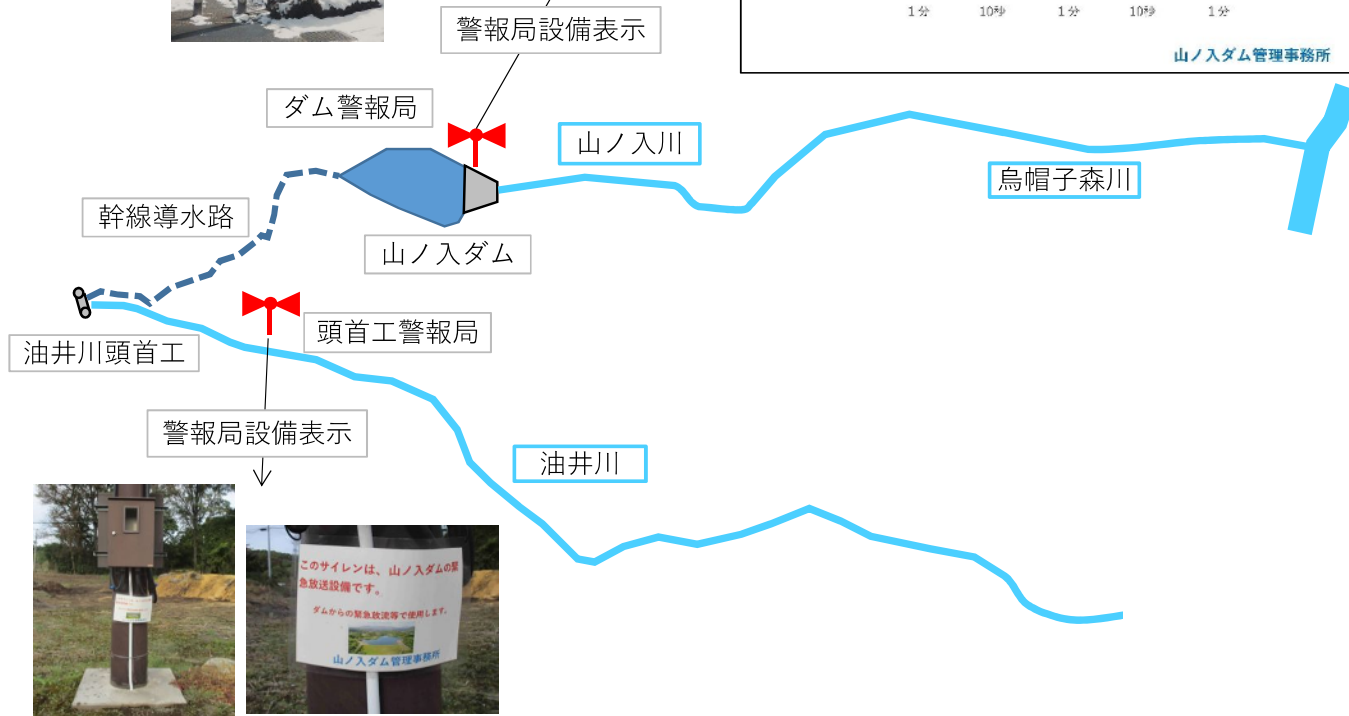 1分 10秒 1分 10秒 1分
山ノ入ダム管理事務所
警報局設備表示
ダム警報局
山ノ入川
烏帽子森川
幹線導水路
山ノ入ダム
頭首工警報局
油井川頭首工
警報局設備表示
油井川
このサイレンは、山ノ入ダムの緊
急放送設備です。
ダムからの緊急放流等で使用します。
山ノ入ダム管理事務所